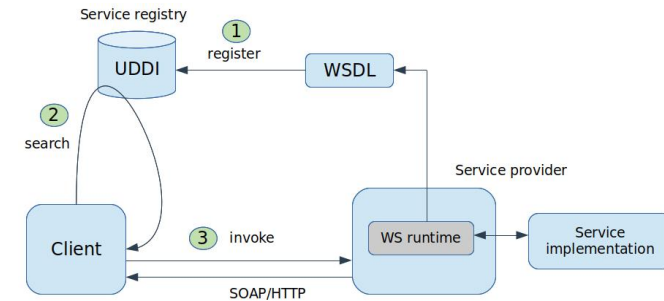 Service registry
1
register
UDDI
WSDL
2
search
Service provider
Client
3
invoke
WS runtime
Service
implementation
SOAP/HTTP